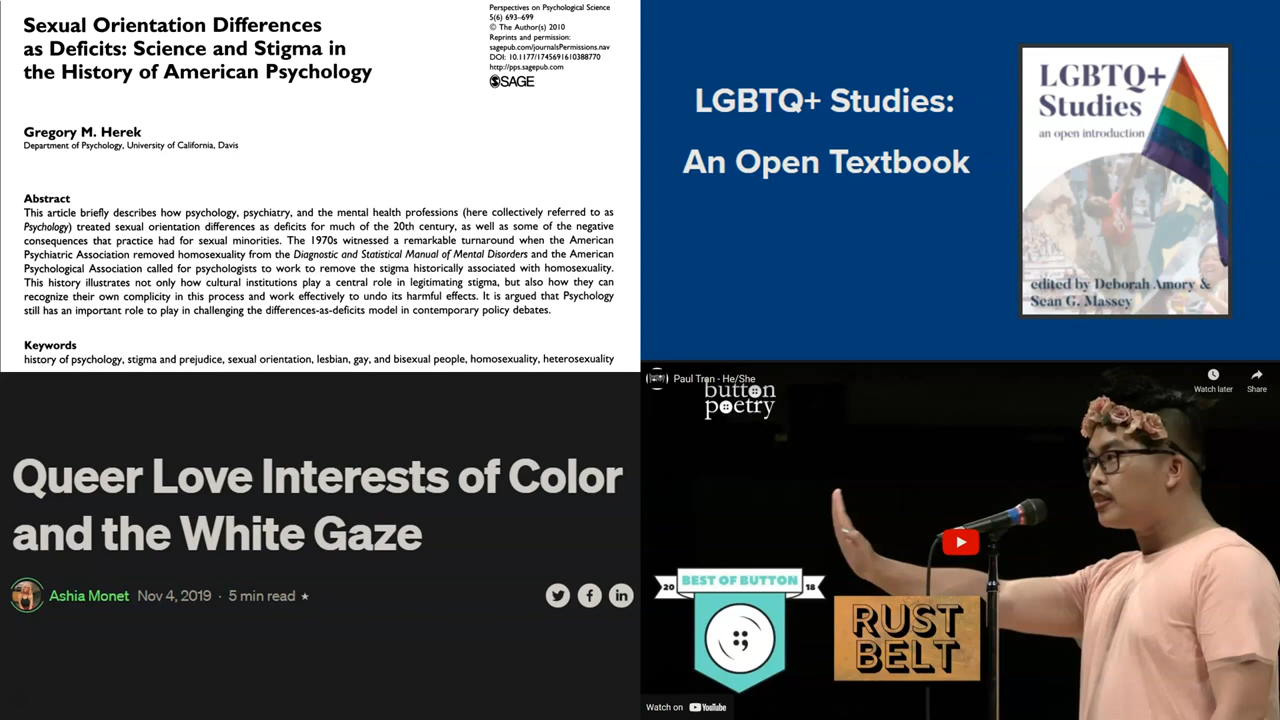 Sexual Orientation Differences
as Deficits: Science and Stigma in
the History of American Psychology
Perspectives on Psychological Science
5(6) 693–699
© The Author(s) 2010
Reprints and permission:
sagepub.com/journalsPermissions.nav
DOI: 10.1177/1745691610388770
http://pps.sagepub.com
SAGE
Gregory M. Herek
Department of Psychology, University of California, Davis
Abstract
This article briefly describes how psychology, psychiatry, and the mental health professions (here collectively referred to as
Psychology) treated sexual orientation differences as deficits for much of the 20th century, as well as some of the negative
consequences that practice had for sexual minorities. The 1970s witnessed a remarkable turnaround when the American
Psychiatric Association removed homosexuality from the Diagnostic and Statistical Manual of Mental Disorders and the American
Psychological Association called for psychologists to work to remove the stigma historically associated with homosexuality.
This history illustrates not only how cultural institutions play a central role in legitimating stigma, but also how they can
recognize their own complicity in this process and work effectively to undo its harmful effects. It is argued that Psychology
still has an important role to play in challenging the differences-as-deficits model in contemporary policy debates.
Keywords
history of psychology, stigma and prejudice, sexual orientation, lesbian, gay, and bisexual people, homosexuality, heterosexuality
LGBTQ+ Studies:
An Open Textbook
LGBTQ+
Studies
an open introduction
edited by Deborah Amory &
Sean G. Massey
Queer Love Interests of Color
and the White Gaze
Ashia Monet Nov 4, 2019 · 5 min read ★
Paul Tran - He/She
Watch later
Share
button
poetry
BEST OF BUTTON
20 18
RUST
BELT
Watch on YouTube